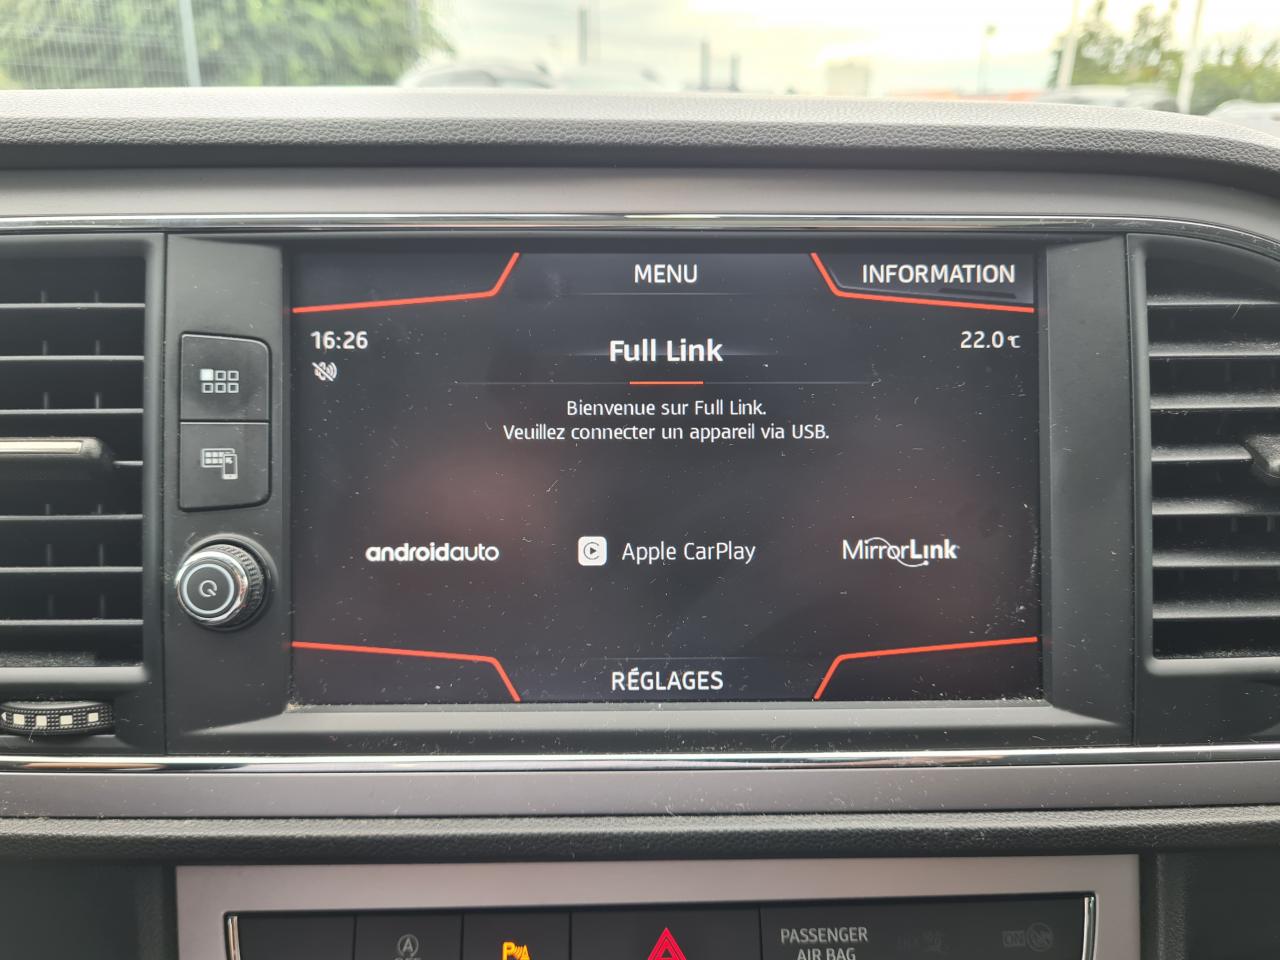 MENU
INFORMATION
16:26
22.0°C
Full Link
Bienvenue sur Full Link.
Veuillez connecter un appareil via USB.
androidauto
Apple CarPlay
MirrorLink
RÉGLAGES
A
P
PASSENGER
AIR BAG
ON